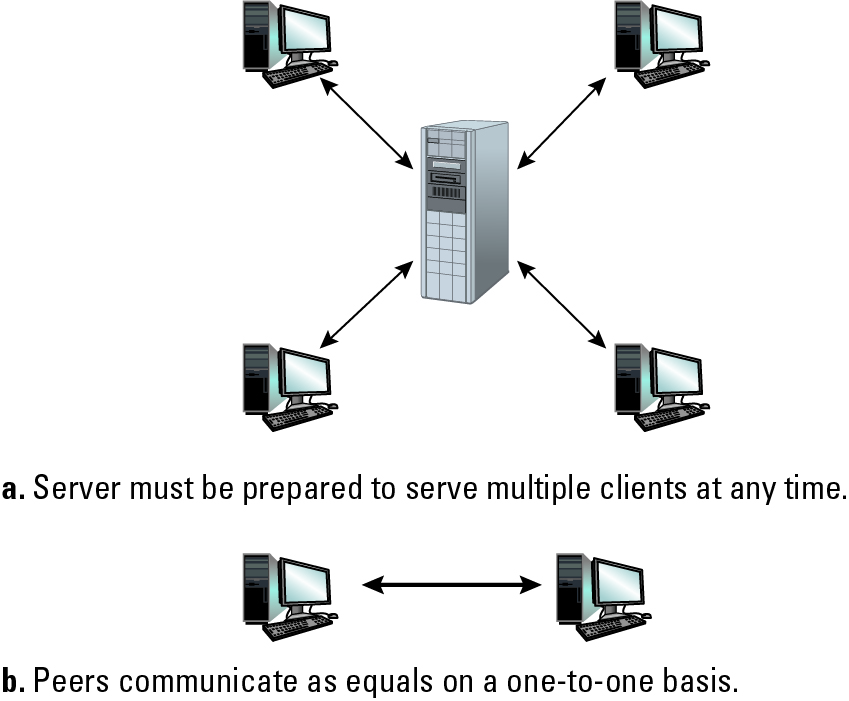 a. Server must be prepared to serve multiple clients at any time.
b. Peers communicate as equals on a one-to-one basis.